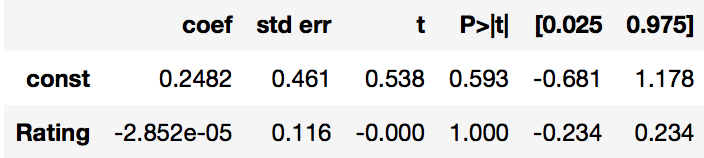 coef std err t P>|t| [0.025 0.975]
const 0.2482 0.461 0.538 0.593 -0.681 1.178
Rating -2.852e-05 0.116 -0.000 1.000 -0.234 0.234